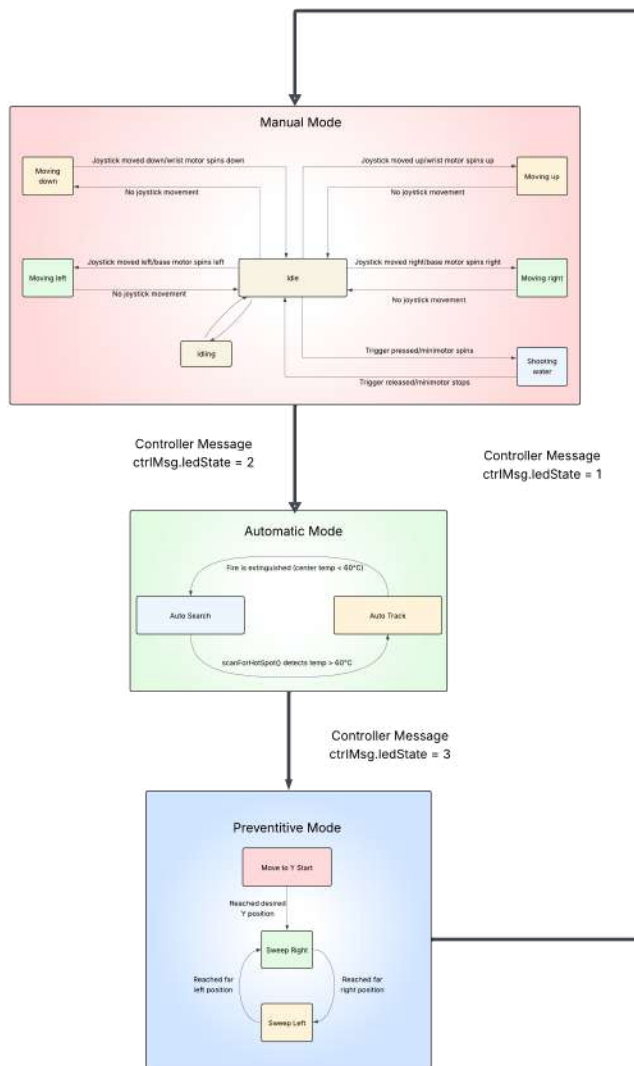 Manual Mode
Moving
down
Joystick moved down/wrist motor spins down
No joystick movement
Joystick moved up/wrist motor spins up
No joystick movement
Moving up
Moving left
Joystick moved left/base motor spins left
No joystick movement
Idle
Joystick moved right/base motor spins right
No joystick movement
Moving right
Idling
Trigger pressed/minimotor spins
Trigger released/minimotor stops
Shooting
water
Controller Message
ctrlMsg.ledState = 2
Controller Message
ctrlMsg.ledState = 1
Automatic Mode
Fire is extinguished (center temp < 60°C)
Auto Search
Auto Track
scanForHotSpot() detects temp > 60°C
Controller Message
ctrlMsg.ledState = 3
Preventitive Mode
Move to Y Start
Reached desired
Y position
Sweep Right
Reached far
left position
Reached far
right position
Sweep Left